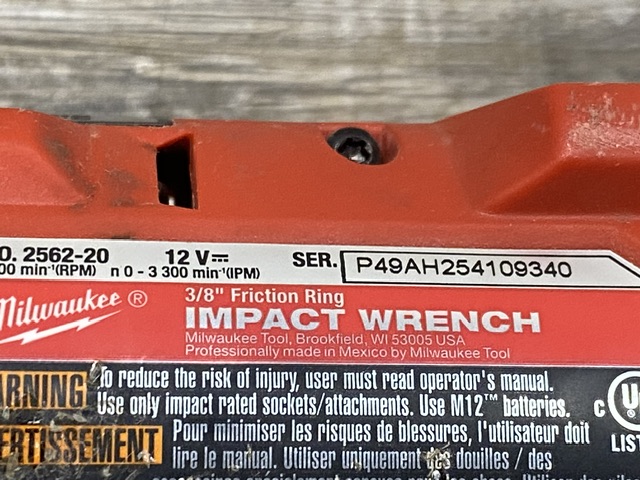 O. 2562-20 12 V⎓ SER. P49AH254109340
00 min⁻¹(RPM) n 0 - 3 300 min⁻¹(IPM)
Milwaukee®
3/8" Friction Ring
IMPACT WRENCH
Milwaukee Tool, Brookfield, WI 53005 USA
Professionally made in Mexico by Milwaukee Tool
ARNING To reduce the risk of injury, user must read operator's manual.
Use only impact rated sockets/attachments. Use M12™ batteries.
ERTISSEMENT Pour minimiser les risques de blessures, l'utilisateur doit
lire le manual. Utiliser uniquement des douilles / des
C UL
LIST